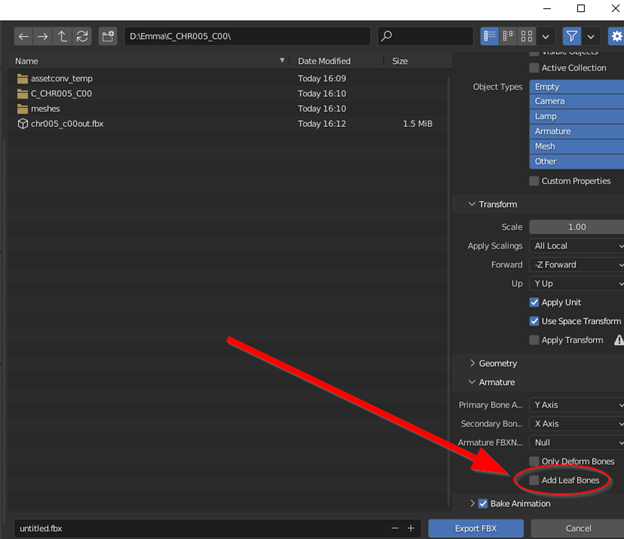 D:\Emma\C_CHR005_C00\
Name Date Modified Size
assetconv_temp Today 16:09
C_CHR005_C00 Today 16:10
meshes Today 16:10
chr005_c00out.fbx Today 16:12 1.5 MiB
Visible Objects
Active Collection
Object Types Empty
Camera
Lamp
Armature
Mesh
Other
Custom Properties
Transform
Scale 1.00
Apply Scalings All Local
Forward -Z Forward
Up Y Up
Apply Unit
Use Space Transform
Apply Transform
Geometry
Armature
Primary Bone A... Y Axis
Secondary Bon... X Axis
Armature FBXN... Null
Only Deform Bones
Add Leaf Bones
Bake Animation
untitled.fbx Export FBX Cancel